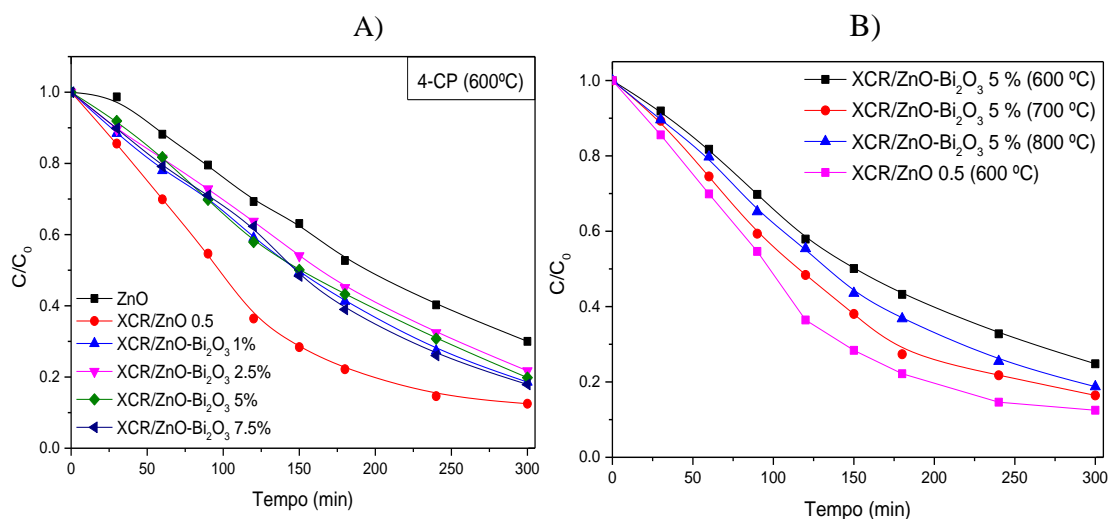 A)
4-CP (600ºC)
C/C₀
1.0
0.8
0.6
0.4
0.2
0.0
ZnO
XCR/ZnO 0.5
XCR/ZnO-Bi₂O₃ 1%
XCR/ZnO-Bi₂O₃ 2.5%
XCR/ZnO-Bi₂O₃ 5%
XCR/ZnO-Bi₂O₃ 7.5%
0 50 100 150 200 250 300
Tempo (min)
B)
XCR/ZnO-Bi₂O₃ 5 % (600 ºC)
XCR/ZnO-Bi₂O₃ 5 % (700 ºC)
XCR/ZnO-Bi₂O₃ 5 % (800 ºC)
XCR/ZnO 0.5 (600 ºC)
C/C₀
1.0
0.8
0.6
0.4
0.2
0.0
0 50 100 150 200 250 300
Tempo (min)